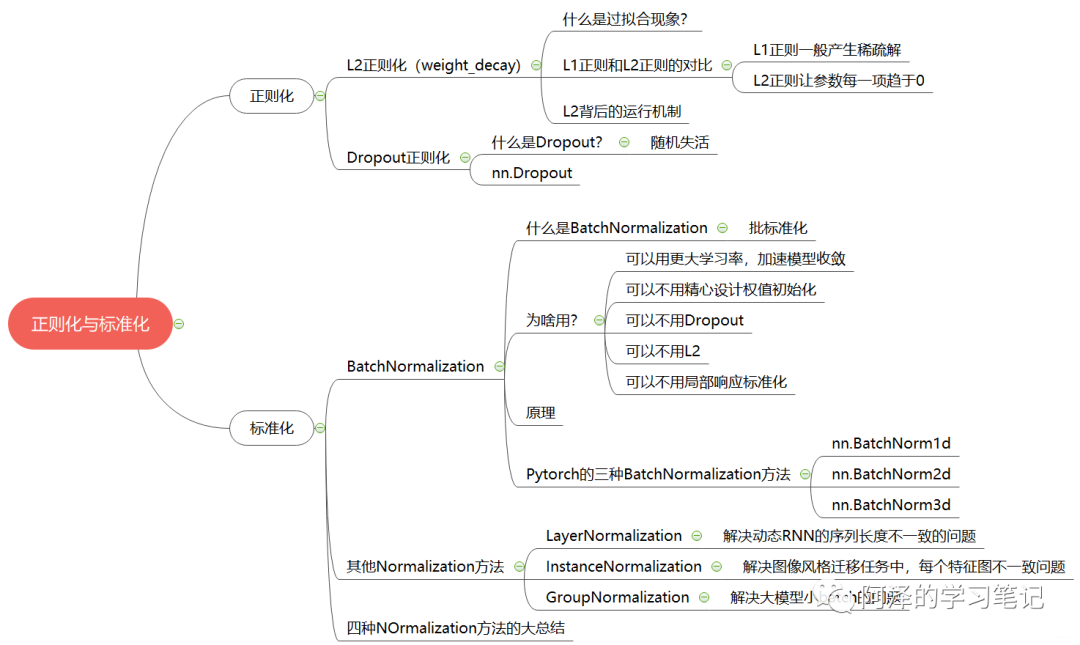 正则化与标准化
正则化
L2正则化（weight_decay)
什么是过拟合现象？
L1正则和L2正则的对比
L1正则一般产生稀疏解
L2正则让参数每一项趋于0
L2背后的运行机制
Dropout正则化
什么是Dropout？
随机失活
nn.Dropout
标准化
BatchNormalization
什么是BatchNormalization
批标准化
为啥用？
可以用更大学习率，加速模型收敛
可以不用精心设计权值初始化
可以不用Dropout
可以不用L2
可以不用局部响应标准化
原理
Pytorch的三种BatchNormalization方法
nn.BatchNorm1d
nn.BatchNorm2d
nn.BatchNorm3d
其他Normalization方法
LayerNormalization
解决动态RNN的序列长度不一致的问题
InstanceNormalization
解决图像风格迁移任务中，每个特征图不一致问题
GroupNormalization
解决大模型小batch的问题
四种NOrmalization方法的大总结
阿泽的学习笔记